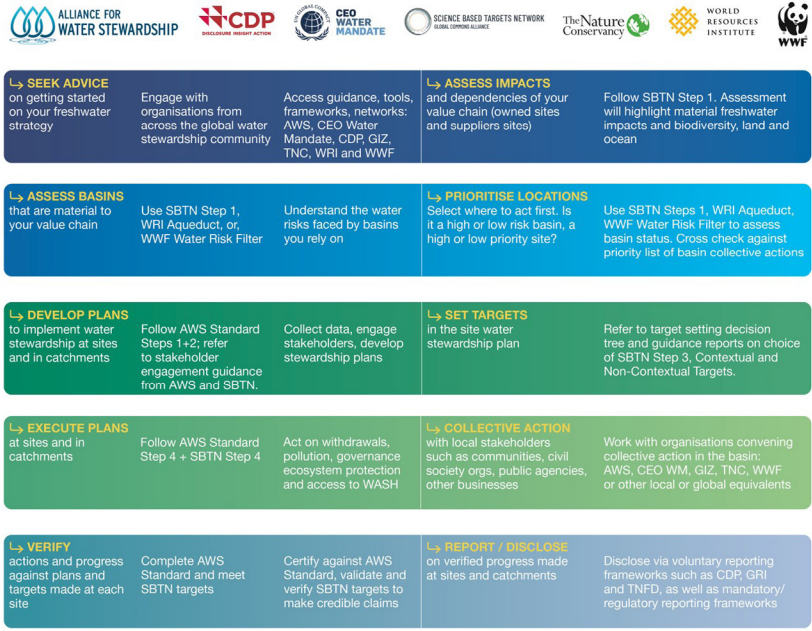 ALLIANCE FOR
WATER STEWARDSHIP
CDP
DISCLOSURE INSIGHT ACTION
UN GLOBAL COMPACT
CEO
WATER
MANDATE
SCIENCE BASED TARGETS NETWORK
GLOBAL COMMONS ALLIANCE
The Nature
Conservancy
WORLD
RESOURCES
INSTITUTE
WWF
SEEK ADVICE
on getting started
on your freshwater
strategy
Engage with
organisations from
across the global water
stewardship community
Access guidance, tools,
frameworks, networks:
AWS, CEO Water
Mandate, CDP, GIZ,
TNC, WRI and WWF
ASSESS IMPACTS
and dependencies of your
value chain (owned sites
and suppliers sites)
Follow SBTN Step 1. Assessment
will highlight material freshwater
impacts and biodiversity, land and
ocean
ASSESS BASINS
that are material to
your value chain
Use SBTN Step 1,
WRI Aqueduct, or,
WWF Water Risk Filter
Understand the water
risks faced by basins
you rely on
PRIORITISE LOCATIONS
Select where to act first. Is
it a high or low risk basin, a
high or low priority site?
Use SBTN Steps 1, WRI Aqueduct,
WWF Water Risk Filter to assess
basin status. Cross check against
priority list of basin collective actions
DEVELOP PLANS
to implement water
stewardship at sites
and in catchments
Follow AWS Standard
Steps 1+2; refer
to stakeholder
engagement guidance
from AWS and SBTN.
Collect data, engage
stakeholders, develop
stewardship plans
SET TARGETS
in the site water
stewardship plan
Refer to target setting decision
tree and guidance reports on choice
of SBTN Step 3, Contextual and
Non-Contextual Targets.
EXECUTE PLANS
at sites and in
catchments
Follow AWS Standard
Step 4 + SBTN Step 4
Act on withdrawals,
pollution, governance
ecosystem protection
and access to WASH
COLLECTIVE ACTION
with local stakeholders
such as communities, civil
society orgs, public agencies,
other businesses
Work with organisations convening
collective action in the basin:
AWS, CEO WM, GIZ, TNC, WWF
or other local or global equivalents
VERIFY
actions and progress
against plans and
targets made at each
site
Complete AWS
Standard and meet
SBTN targets
Certify against AWS
Standard, validate and
verify SBTN targets to
make credible claims
REPORT / DISCLOSE
on verified progress made
at sites and catchments
Disclose via voluntary reporting
frameworks such as CDP, GRI
and TNFD, as well as mandatory/
regulatory reporting frameworks